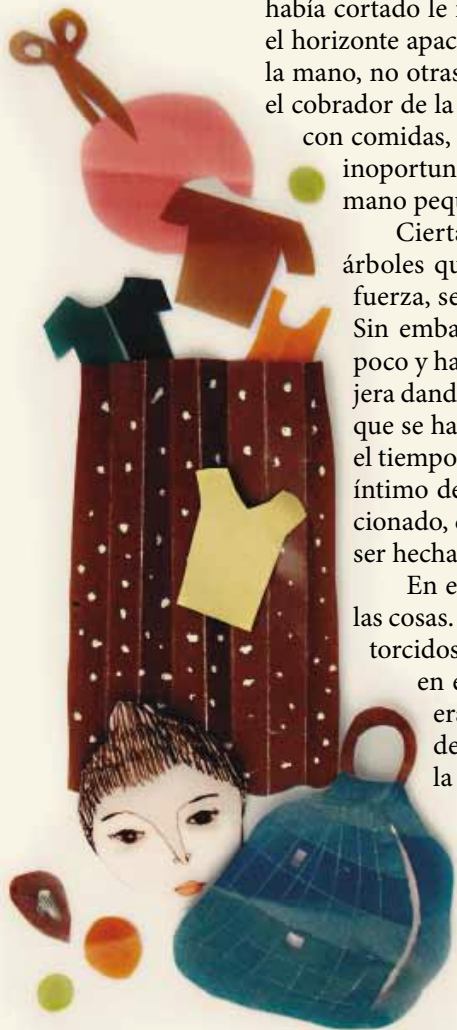 había cortado le
el horizonte apac
la mano, no otras
el cobrador de la
con comidas,
inoportun
mano pequ
Cierta
árboles qu
fuerza, se
Sin emba
poco y ha
jera dand
que se ha
el tiempo
íntimo de
cionado,
ser hecha
En e
las cosas.
torcidos
en e
era
de
la